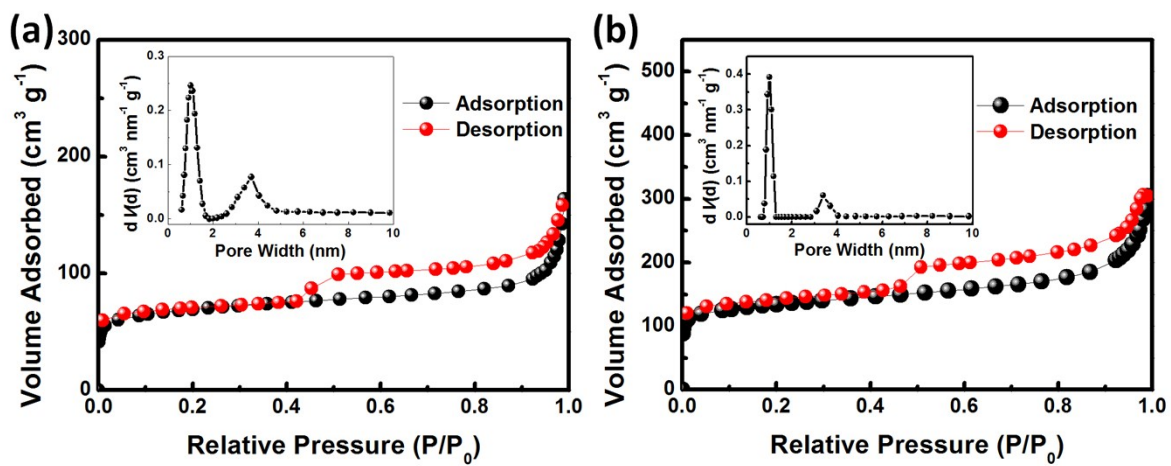 (a)
Volume Adsorbed (cm³ g⁻¹)
300
200
100
0
0.0 0.2 0.4 0.6 0.8 1.0
Relative Pressure (P/P₀)
Adsorption
Desorption
d V(d) (cm³ nm⁻¹ g⁻¹)
0.3
0.2
0.1
0.0
0 2 4 6 8 10
Pore Width (nm)
(b)
Volume Adsorbed (cm³ g⁻¹)
500
400
300
200
100
0
0.0 0.2 0.4 0.6 0.8 1.0
Relative Pressure (P/P₀)
Adsorption
Desorption
d V(d) (cm³ nm⁻¹ g⁻¹)
0.4
0.3
0.2
0.1
0.0
0 2 4 6 8 10
Pore Width (nm)